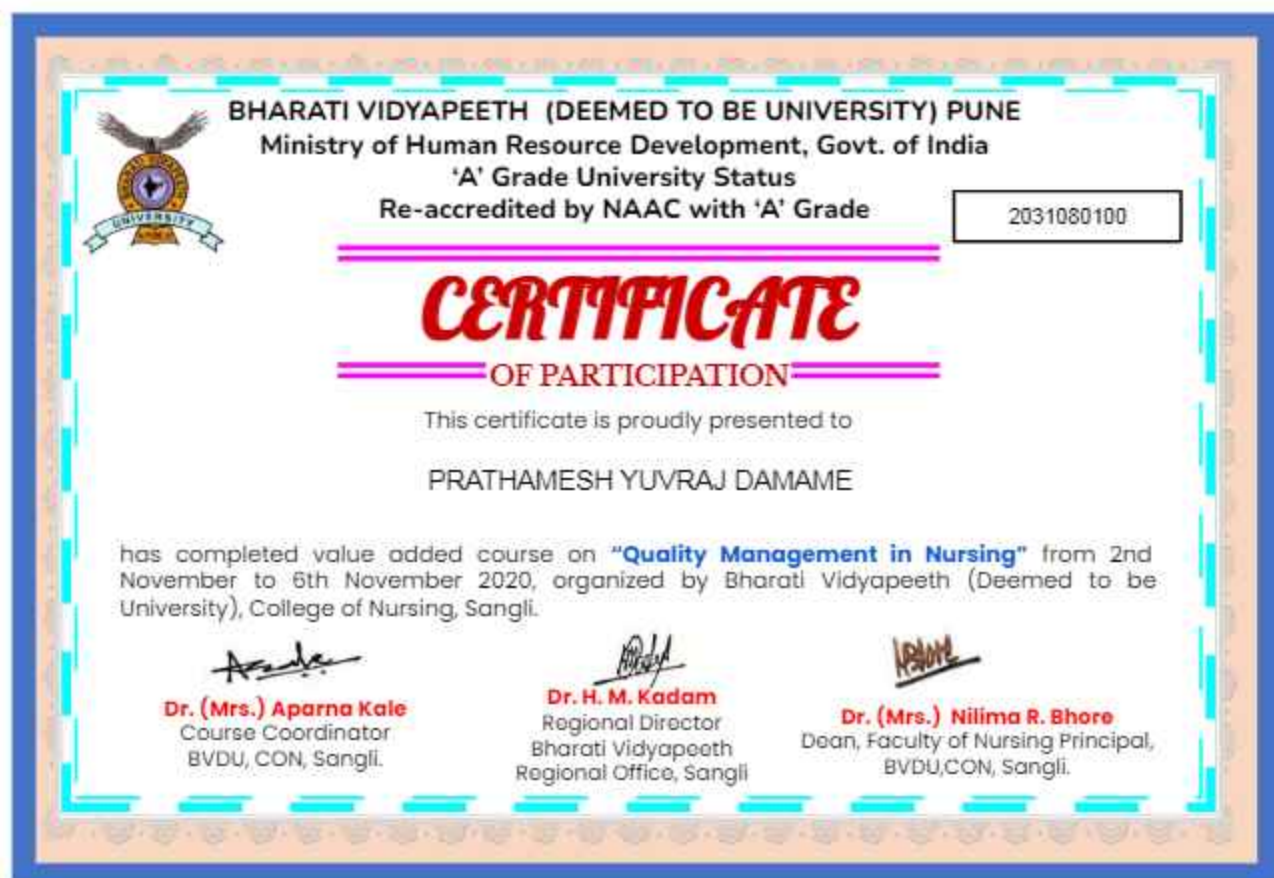 BHARATI VIDYAPEETH (DEEMED TO BE UNIVERSITY) PUNE
Ministry of Human Resource Development, Govt. of India
‘A’ Grade University Status
Re-accredited by NAAC with ‘A’ Grade
2031080100
BHARATI VIDYAPEETH
UNIVERSITY
CERTIFICATE
OF PARTICIPATION
This certificate is proudly presented to
PRATHAMESH YUVRAJ DAMAME
has completed value added course on “Quality Management in Nursing” from 2nd
November to 6th November 2020, organized by Bharati Vidyapeeth (Deemed to be
University), College of Nursing, Sangli.
Dr. (Mrs.) Aparna Kale
Course Coordinator
BVDU, CON, Sangli.
Dr. H. M. Kadam
Regional Director
Bharati Vidyapeeth
Regional Office, Sangli
Dr. (Mrs.) Nilima R. Bhore
Dean, Faculty of Nursing Principal,
BVDU,CON, Sangli.